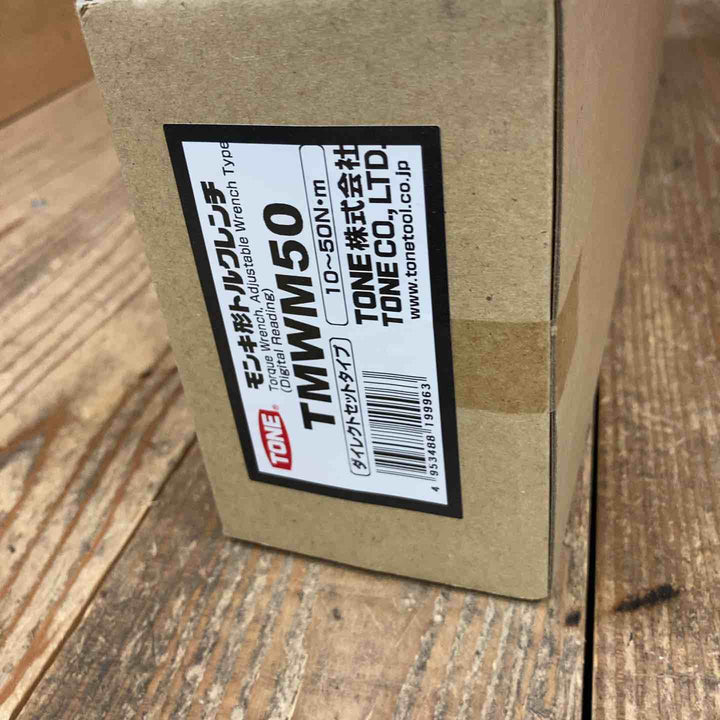 TONE
モンキ形トルクレンチ
Torque Wrench, Adjustable Wrench Type
(Digital Reading)
TMWM50
ダイレクトセットタイプ 10~50N·m
TONE株式会社
TONE CO., LTD.
www.tonetool.co.jp
4 953488 199963